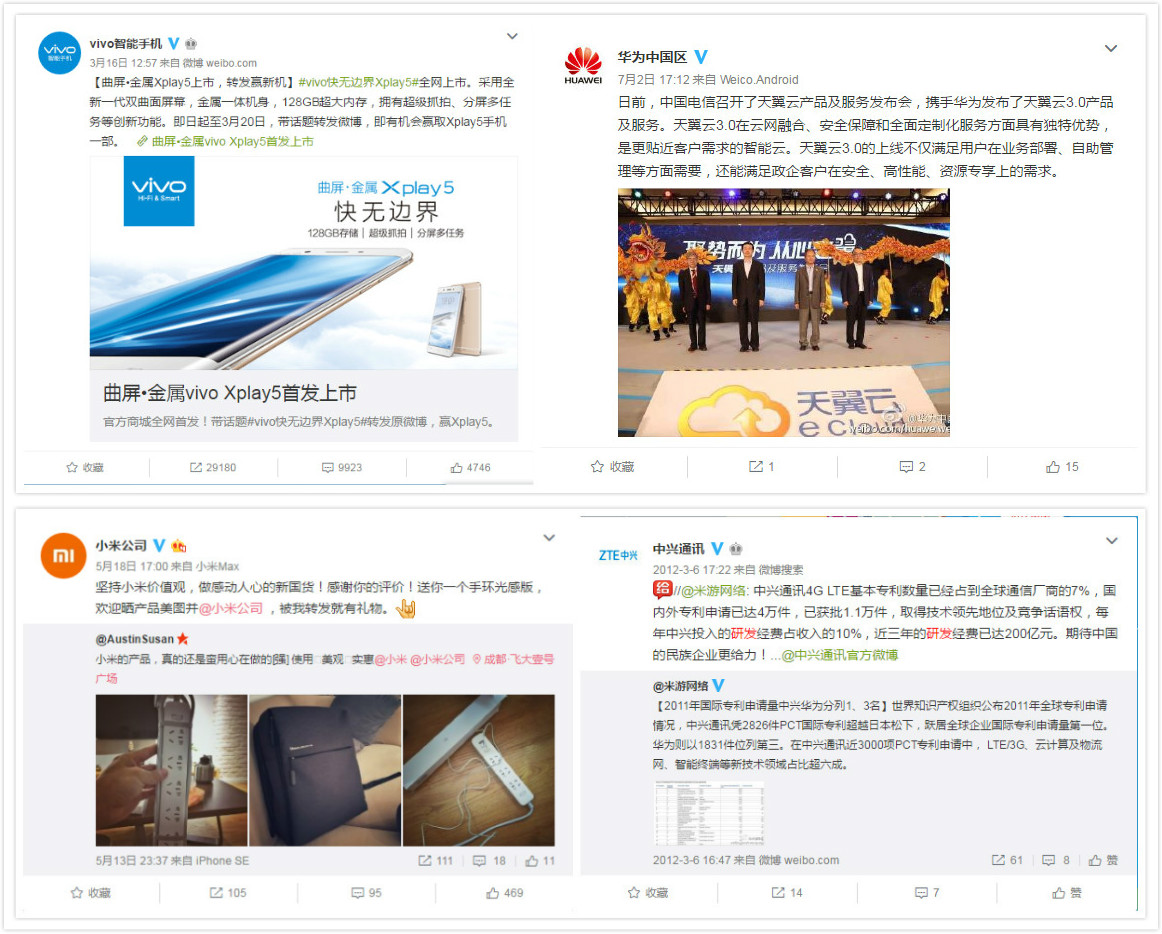 vivo
智能手机
vivo智能手机
3月16日 12:57 来自 微博 weibo.com
【曲屏•金属Xplay5上市，转发赢新机】#vivo快无边界Xplay5#全网上市。采用全
新一代双曲面屏幕，金属一体机身，128GB超大内存，拥有超级抓拍、分屏多任
务等创新功能。即日起至3月20日，带话题转发微博，即有机会赢取Xplay5手机
一部。 曲屏•金属vivo Xplay5首发上市
vivo
Hi-Fi & Smart
曲屏·金属 Xplay5
快无边界
128GB存储 | 超级抓拍 | 分屏多任务
曲屏•金属vivo Xplay5首发上市
官方商城全网首发！带话题#vivo快无边界Xplay5#转发原微博，赢Xplay5。
收藏 29180 9923 4746
HUAWEI
华为中国区
7月2日 17:12 来自 Weico.Android
日前，中国电信召开了天翼云产品及服务发布会，携手华为发布了天翼云3.0产品
及服务。天翼云3.0在云网融合、安全保障和全面定制化服务方面具有独特优势，
是更贴近客户需求的智能云。天翼云3.0的上线不仅满足用户在业务部署、自助管
理等方面需要，还能满足政企客户在安全、高性能、资源专享上的需求。
聚势而为 从心
天翼 品及服务
天翼云
eCloud
收藏 1 2 15
mi
小米公司
5月18日 17:00 来自 小米Max
坚持小米价值观，做感动人心的新国货！感谢你的评价！送你一个手环光感版，
欢迎晒产品美图并@小米公司 ，被我转发就有礼物。
@AustinSusan
小米的产品，真的还是蛮用心在做的[强] 使用 美观 实惠@小米 @小米公司 成都·飞大壹号
广场
5月13日 23:37 来自 iPhone SE 111 18 11
收藏 105 95 469
ZTE中兴
中兴通讯
2012-3-6 17:22 来自 微博搜索
给//@米游网络: 中兴通讯4G LTE基本专利数量已经占到全球通信厂商的7%，国
内外专利申请已达4万件，已获批1.1万件，取得技术领先地位及竞争话语权，每
年中兴投入的研发经费占收入的10%，近三年的研发经费已达200亿元。期待中国
的民族企业更给力！...@中兴通讯官方微博
@米游网络
【2011年国际专利申请量中兴华为分列1、3名】世界知识产权组织公布2011年全球专利申请
情况，中兴通讯凭2826件PCT国际专利超越日本松下，跃居全球企业国际专利申请量第一位。
华为则以1831件位列第三。在中兴通讯近3000项PCT专利申请中， LTE/3G、云计算及物流
网、智能终端等新技术领域占比超六成。
2012-3-6 16:47 来自 微博 weibo.com 61 8 赞
收藏 14 7 赞